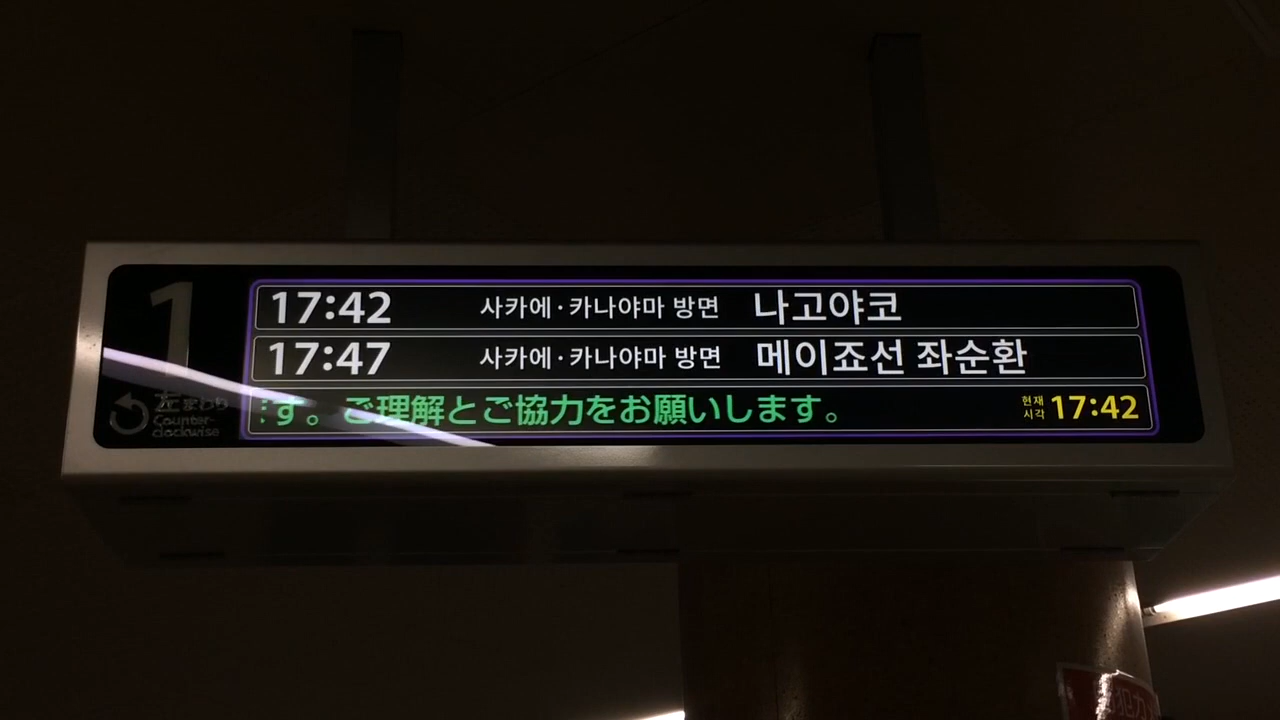 1
17:42 사카에·카나야마 방면 나고야코
17:47 사카에·카나야마 방면 메이죠선 좌순환
す。ご理解とご協力をお願いします。
현재 시각 17:42
左まわり
Counter-
clockwise